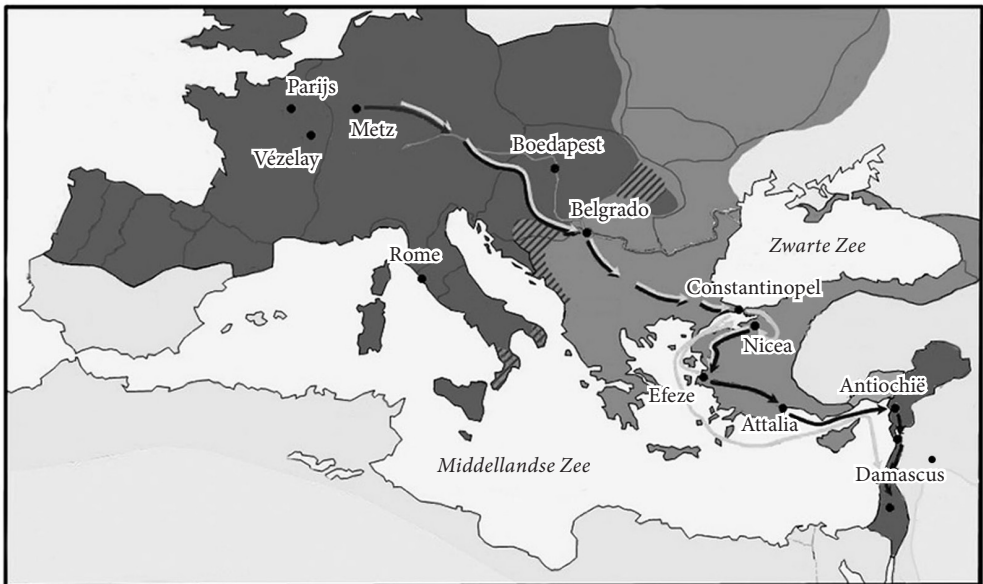 Parijs
Metz
Vézelay
Boedapest
Belgrado
Rome
Zwarte Zee
Constantinopel
Nicea
Antiochië
Efeze
Attalia
Middellandse Zee
Damascus